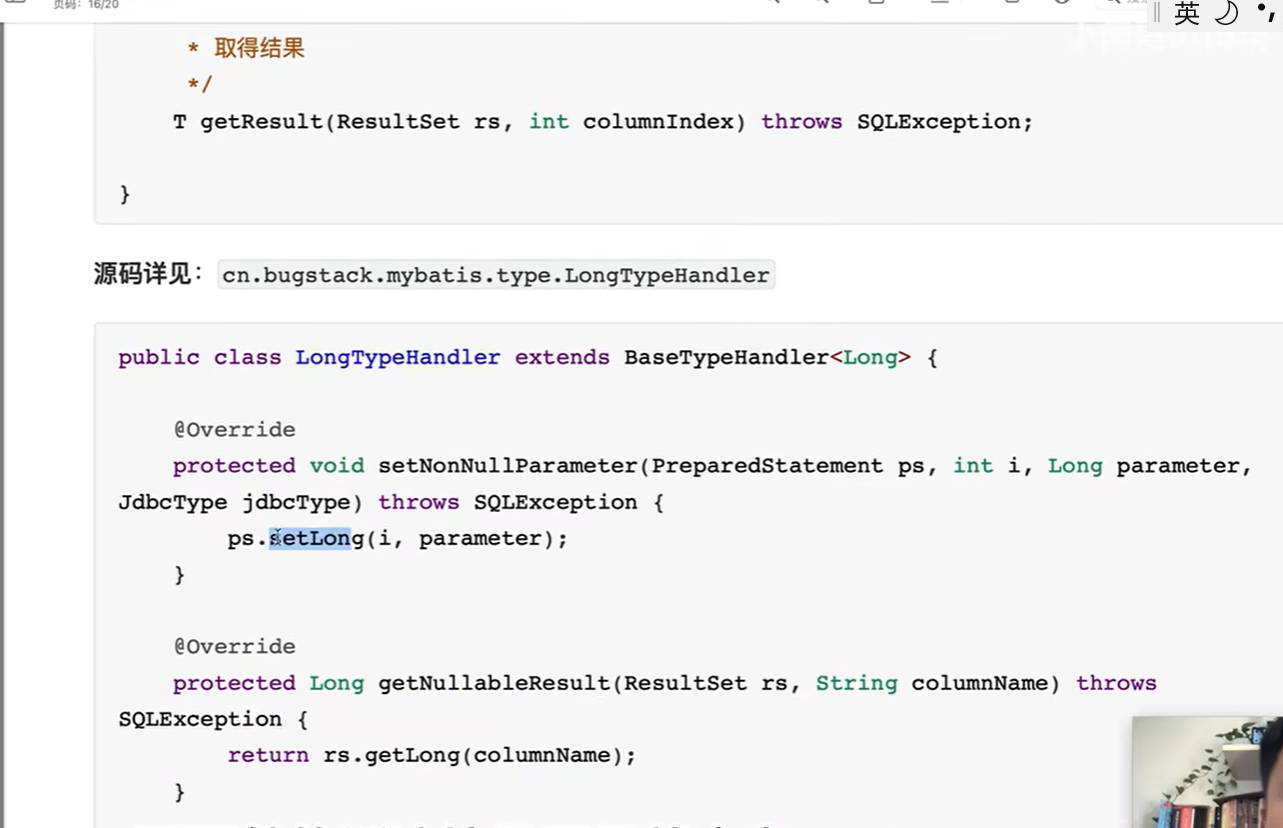 页码：16/20
英
* 取得结果
*/
T getResult(ResultSet rs, int columnIndex) throws SQLException;
}
源码详见： cn.bugstack.mybatis.type.LongTypeHandler
public class LongTypeHandler extends BaseTypeHandler<Long> {
@Override
protected void setNonNullParameter(PreparedStatement ps, int i, Long parameter,
JdbcType jdbcType) throws SQLException {
ps.setLong(i, parameter);
}
@Override
protected Long getNullableResult(ResultSet rs, String columnName) throws
SQLException {
return rs.getLong(columnName);
}